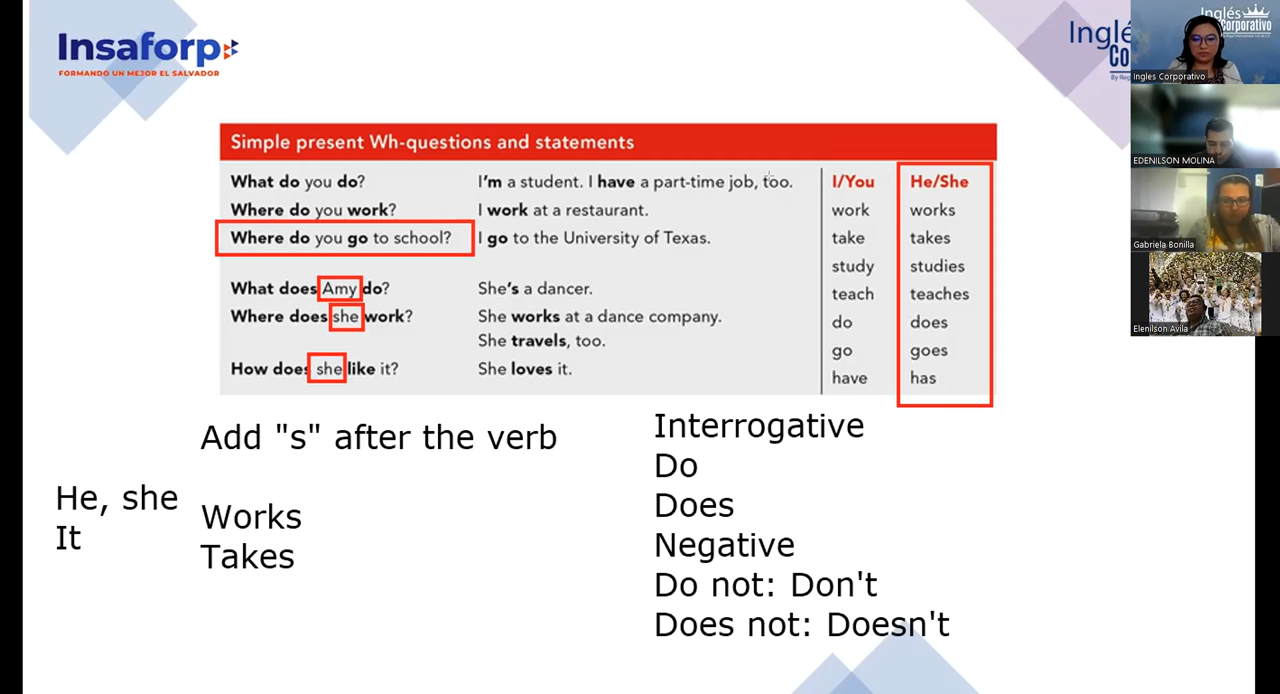 Insaforp
FORMANDO UN MEJOR EL SALVADOR
Inglé
Co
By Reg
Inglés
Corporativo
Ingles Corporativo
EDENILSON MOLINA
Gabriela Bonilla
Elenilson Avila
Simple present Wh-questions and statements
What do you do? I'm a student. I have a part-time job, too. I/You He/She
Where do you work? I work at a restaurant. work works
Where do you go to school? I go to the University of Texas. take takes
study studies
What does Amy do? She's a dancer. teach teaches
Where does she work? She works at a dance company. do does
She travels, too. go goes
How does she like it? She loves it. have has
Add "s" after the verb
He, she
It
Works
Takes
Interrogative
Do
Does
Negative
Do not: Don't
Does not: Doesn't